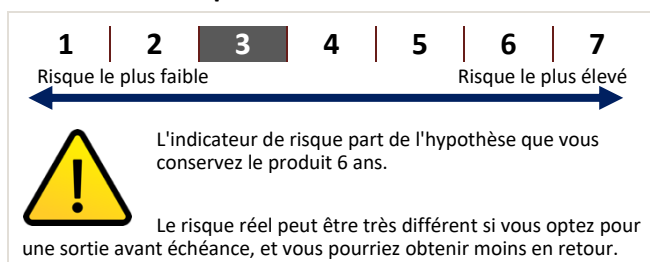 1 2 3 4 5 6 7
Risque le plus faible Risque le plus élevé
L'indicateur de risque part de l'hypothèse que vous
conservez le produit 6 ans.
Le risque réel peut être très différent si vous optez pour
une sortie avant échéance, et vous pourriez obtenir moins en retour.